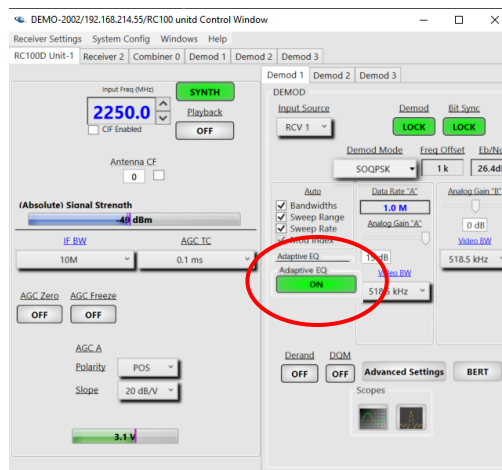 DEMO-2002/192.168.214.55/RC100 unitd Control Window
Receiver Settings System Config Windows Help
RC100D Unit-1 Receiver 2 Combiner 0 Demod 1 Demod 2 Demod 3
Input Freq (MHz)
2250.0
CIF Enabled
SYNTH
Playback
OFF
Antenna CF
0
(Absolute) Signal Strength
-49 dBm
IF BW
AGC TC
10M
0.1 ms
AGC Zero
AGC Freeze
OFF
OFF
AGC A
Polarity
POS
Slope
20 dB/V
3.1 V
Demod 1 Demod 2 Demod 3
DEMOD
Input Source
Demod
Bit Sync
RCV 1
LOCK
LOCK
Demod Mode
Freq Offset
SOQPSK
1 k
26.4d
Auto
Bandwidths
Sweep Range
Sweep Rate
Mod Index
Data Rate "A"
1.0 M
Analog Gain "A"
Video BW
518.5 kHz
Analog Gain "B"
0 dB
Video BW
518.5 kHz
Adaptive EQ
Adaptive EQ
ON
Derand
DQM
OFF
OFF
Advanced Settings
BERT
Scopes